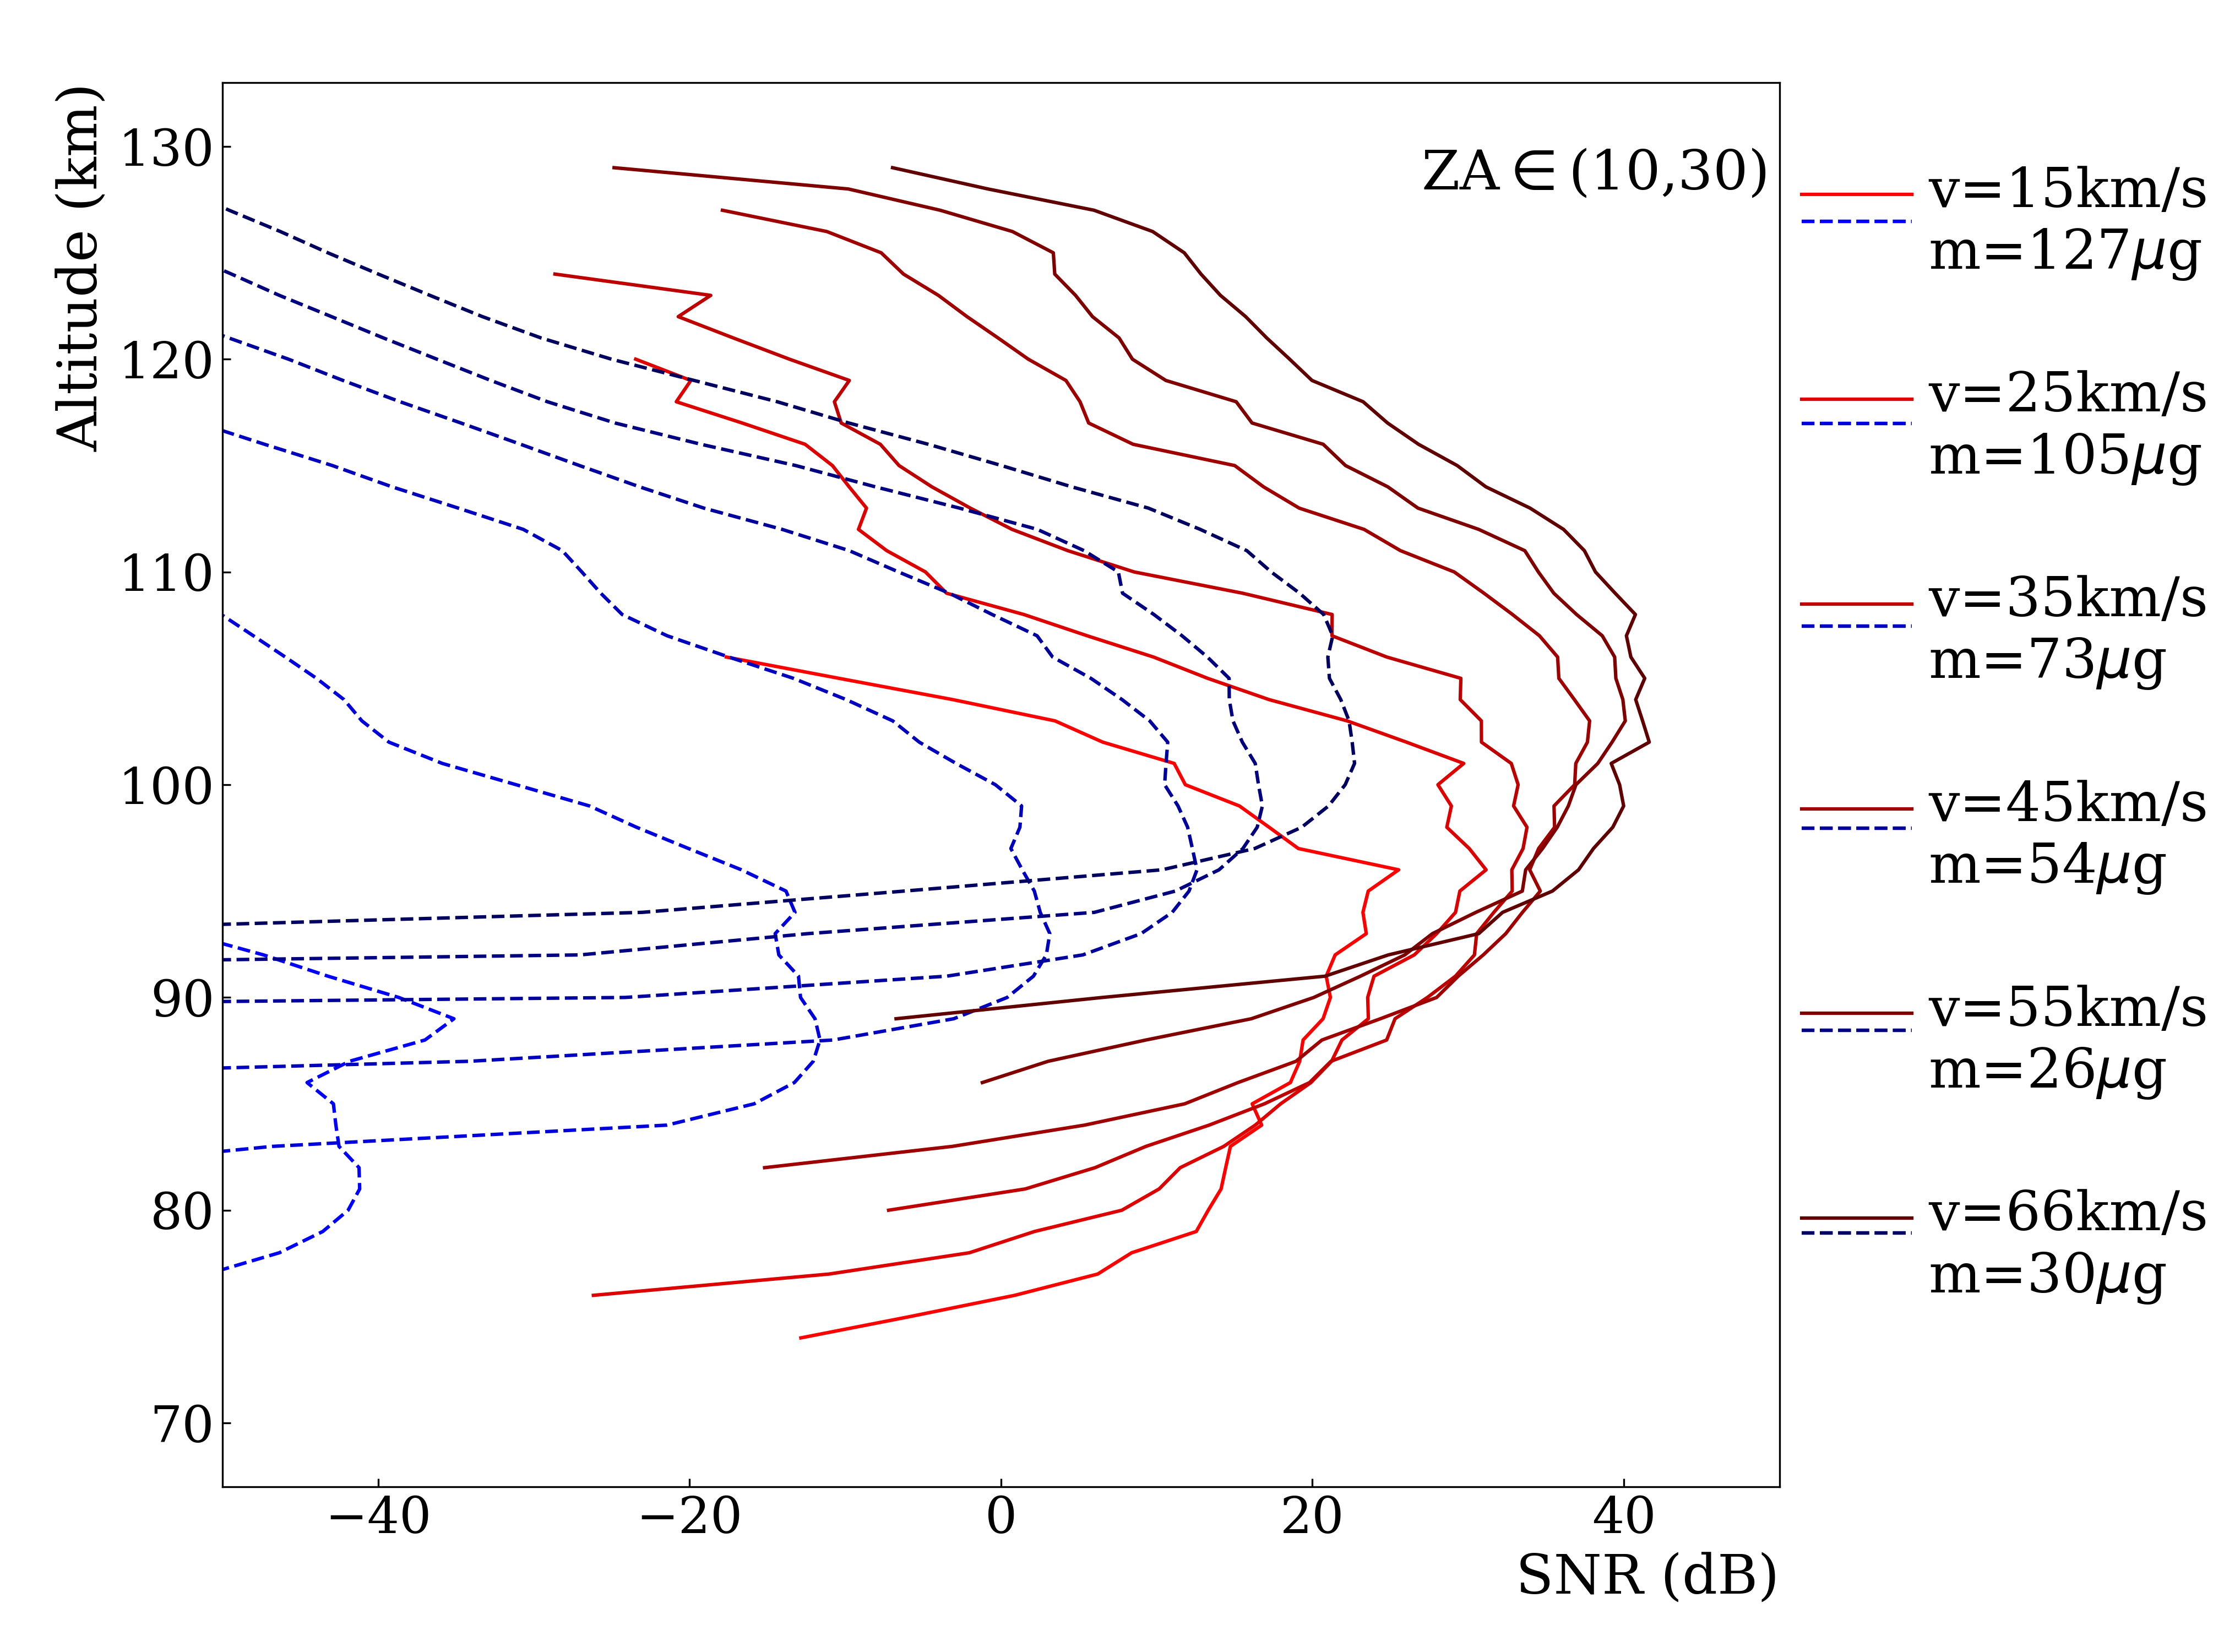 Altitude (km)
130
120
110
100
90
80
70
−40 −20 0 20 40
SNR (dB)
ZA ∈ (10,30)
v=15km/s
m=127μg
v=25km/s
m=105μg
v=35km/s
m=73μg
v=45km/s
m=54μg
v=55km/s
m=26μg
v=66km/s
m=30μg